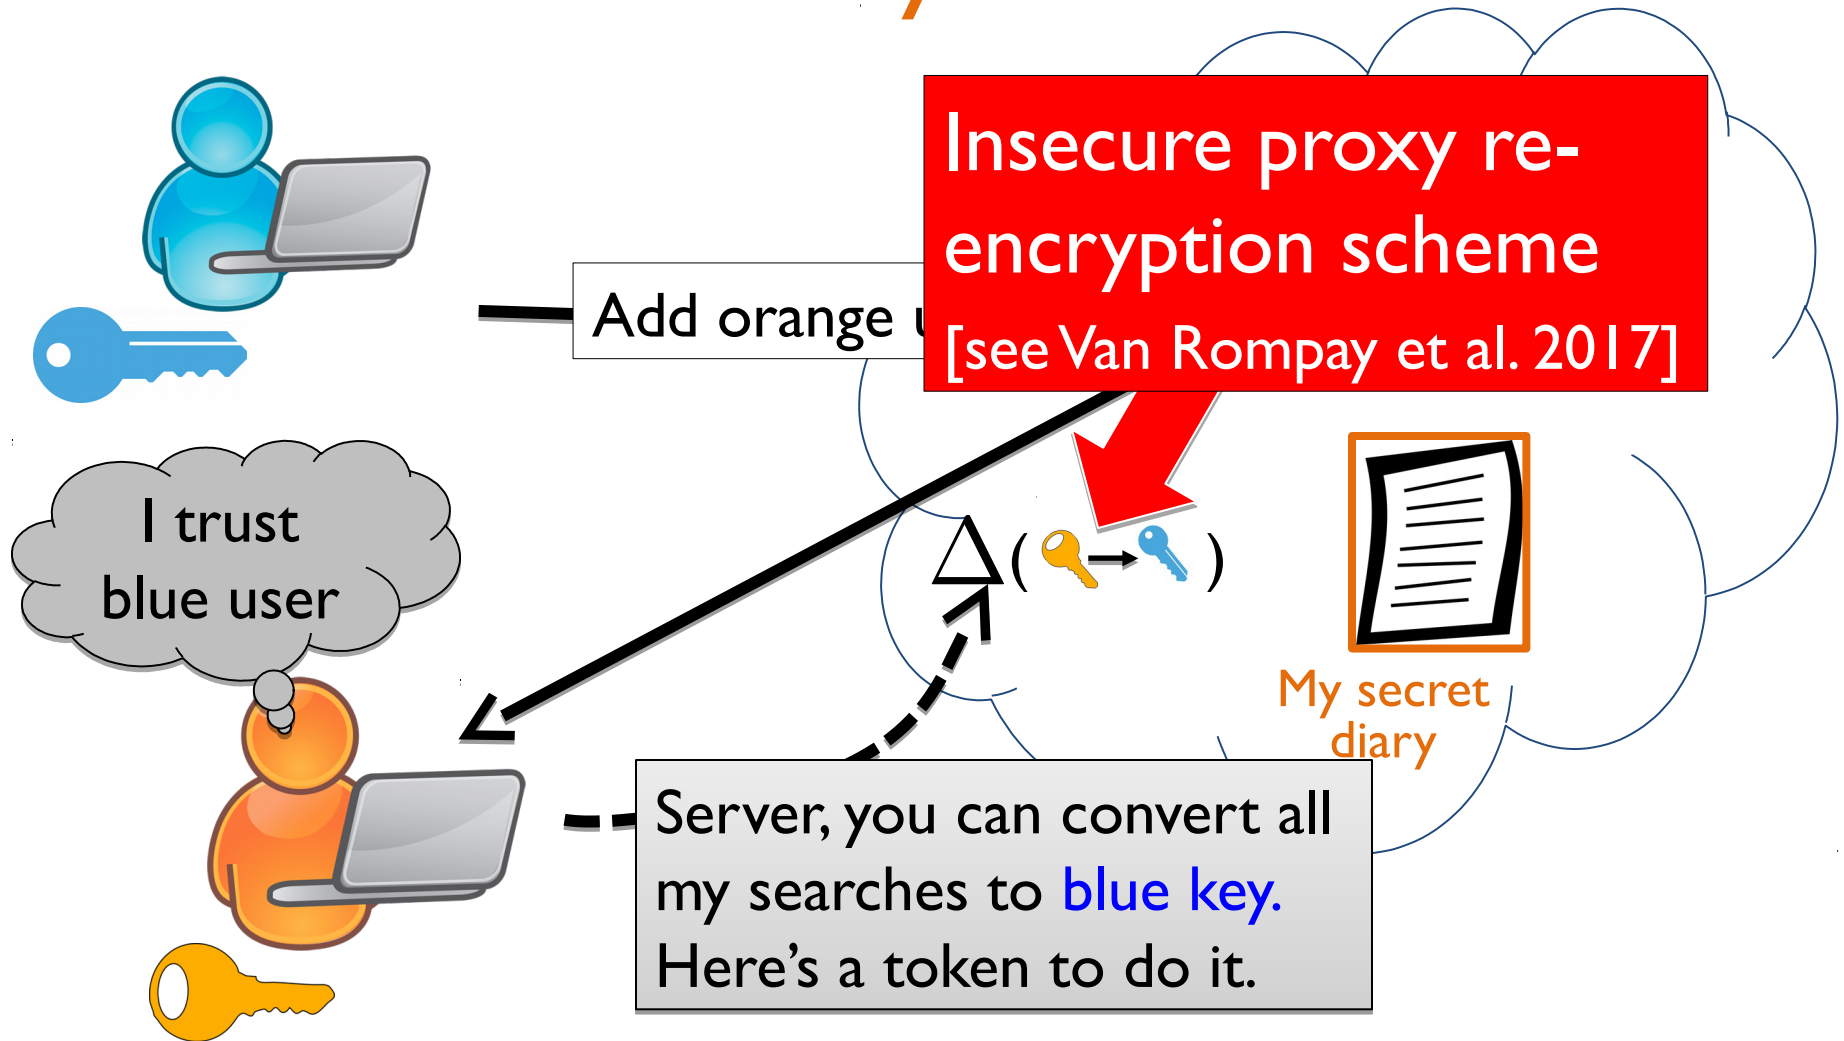 Insecure proxy re-
encryption scheme
[see Van Rompay et al. 2017]
Add orange
I trust
blue user
Δ( → )
My secret
diary
Server, you can convert all
my searches to blue key.
Here's a token to do it.